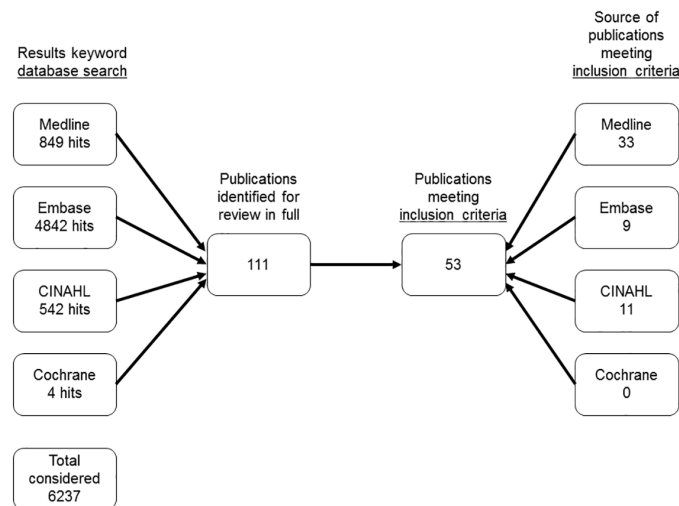 Results keyword
database search
Medline
849 hits
Embase
4842 hits
CINAHL
542 hits
Cochrane
4 hits
Total
considered
6237
Publications
identified for
review in full
111
Publications
meeting
inclusion criteria
53
Source of
publications
meeting
inclusion criteria
Medline
33
Embase
9
CINAHL
11
Cochrane
0